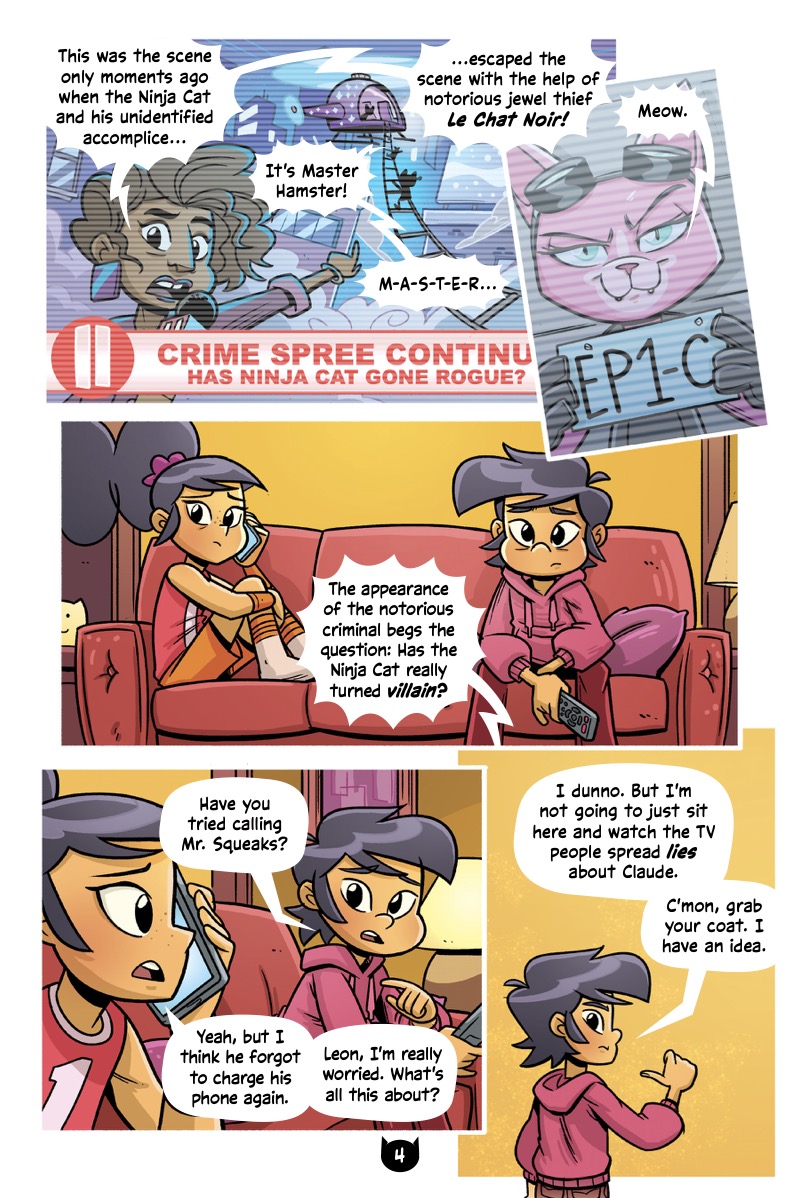 This was the scene
only moments ago
when the Ninja Cat
and his unidentified
accomplice...
...escaped the
scene with the help of
notorious jewel thief
Le Chat Noir!
Meow.
It's Master
Hamster!
M-A-S-T-E-R...
CRIME SPREE CONTINU
HAS NINJA CAT GONE ROGUE?
EP1-C
The appearance
of the notorious
criminal begs the
question: Has the
Ninja Cat really
turned villain?
Have you
tried calling
Mr. Squeaks?
Yeah, but I
think he forgot
to charge his
phone again.
Leon, I'm really
worried. What's
all this about?
1
I dunno. But I'm
not going to just sit
here and watch the TV
people spread lies
about Claude.
C'mon, grab
your coat. I
have an idea.
4